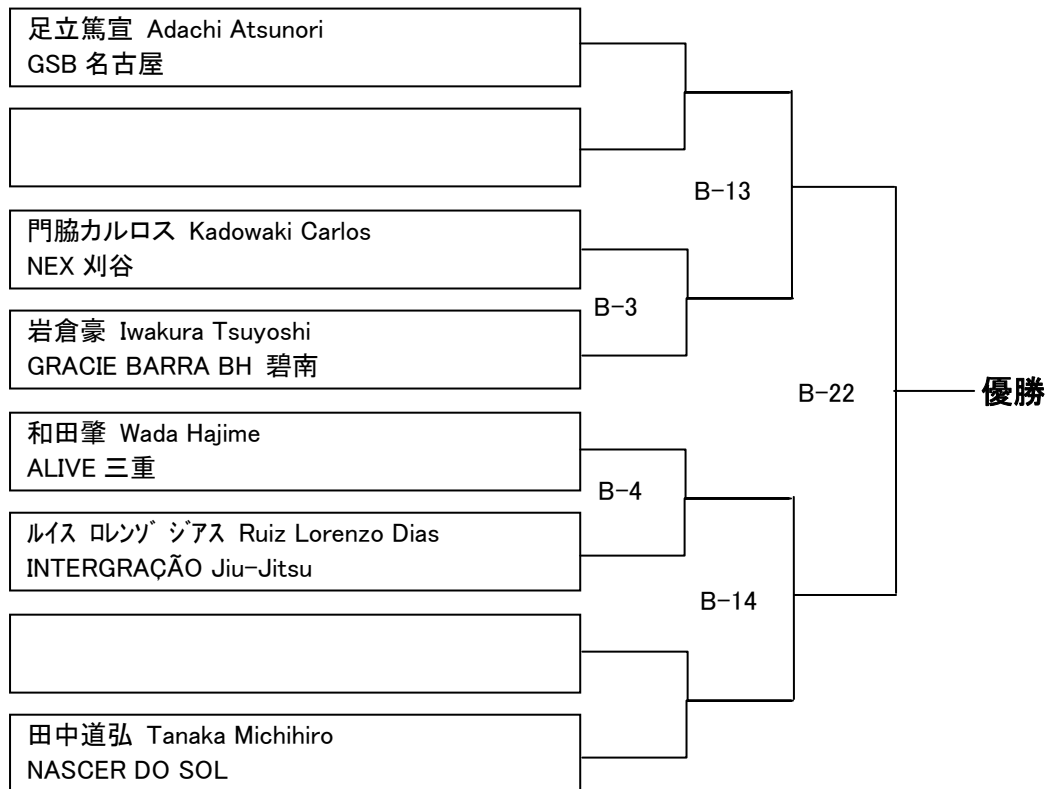 足立篤宣 Adachi Atsunori
GSB 名古屋
B-13
門脇カルロス Kadowaki Carlos
NEX 刈谷
B-3
岩倉豪 Iwakura Tsuyoshi
GRACIE BARRA BH 碧南
B-22
優勝
和田肇 Wada Hajime
ALIVE 三重
B-4
ﾙｲｽ ﾛﾚﾝｿﾞ ｼﾞｱｽ Ruiz Lorenzo Dias
INTERGRAÇÃO Jiu-Jitsu
B-14
田中道弘 Tanaka Michihiro
NASCER DO SOL